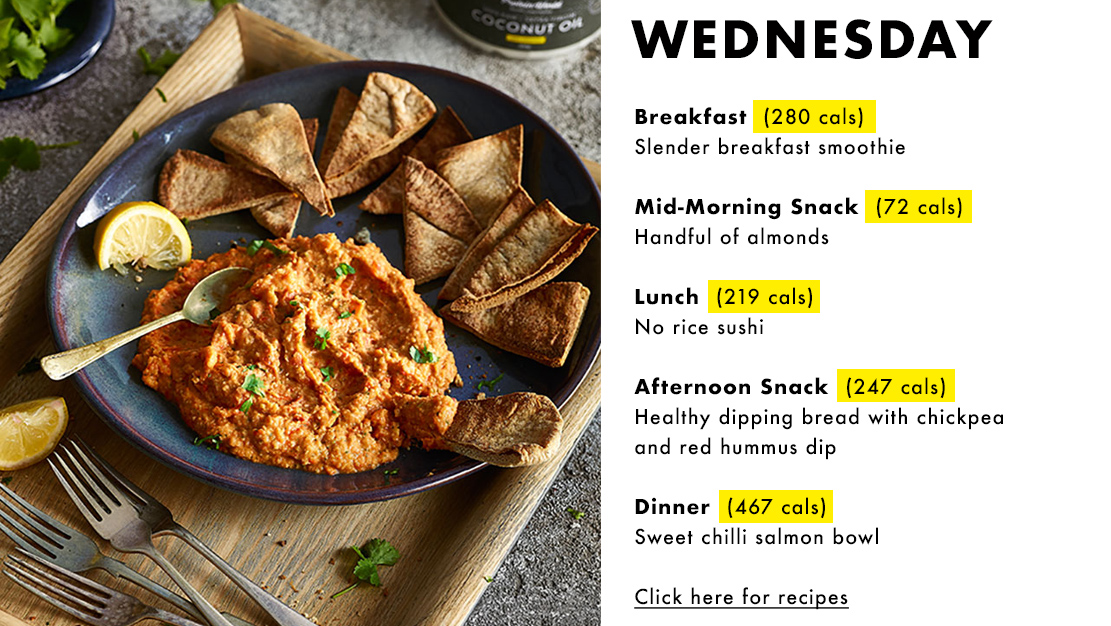 COCONUT OIL
WEDNESDAY
Breakfast (280 cals)
Slender breakfast smoothie
Mid-Morning Snack (72 cals)
Handful of almonds
Lunch (219 cals)
No rice sushi
Afternoon Snack (247 cals)
Healthy dipping bread with chickpea
and red hummus dip
Dinner (467 cals)
Sweet chilli salmon bowl
Click here for recipes